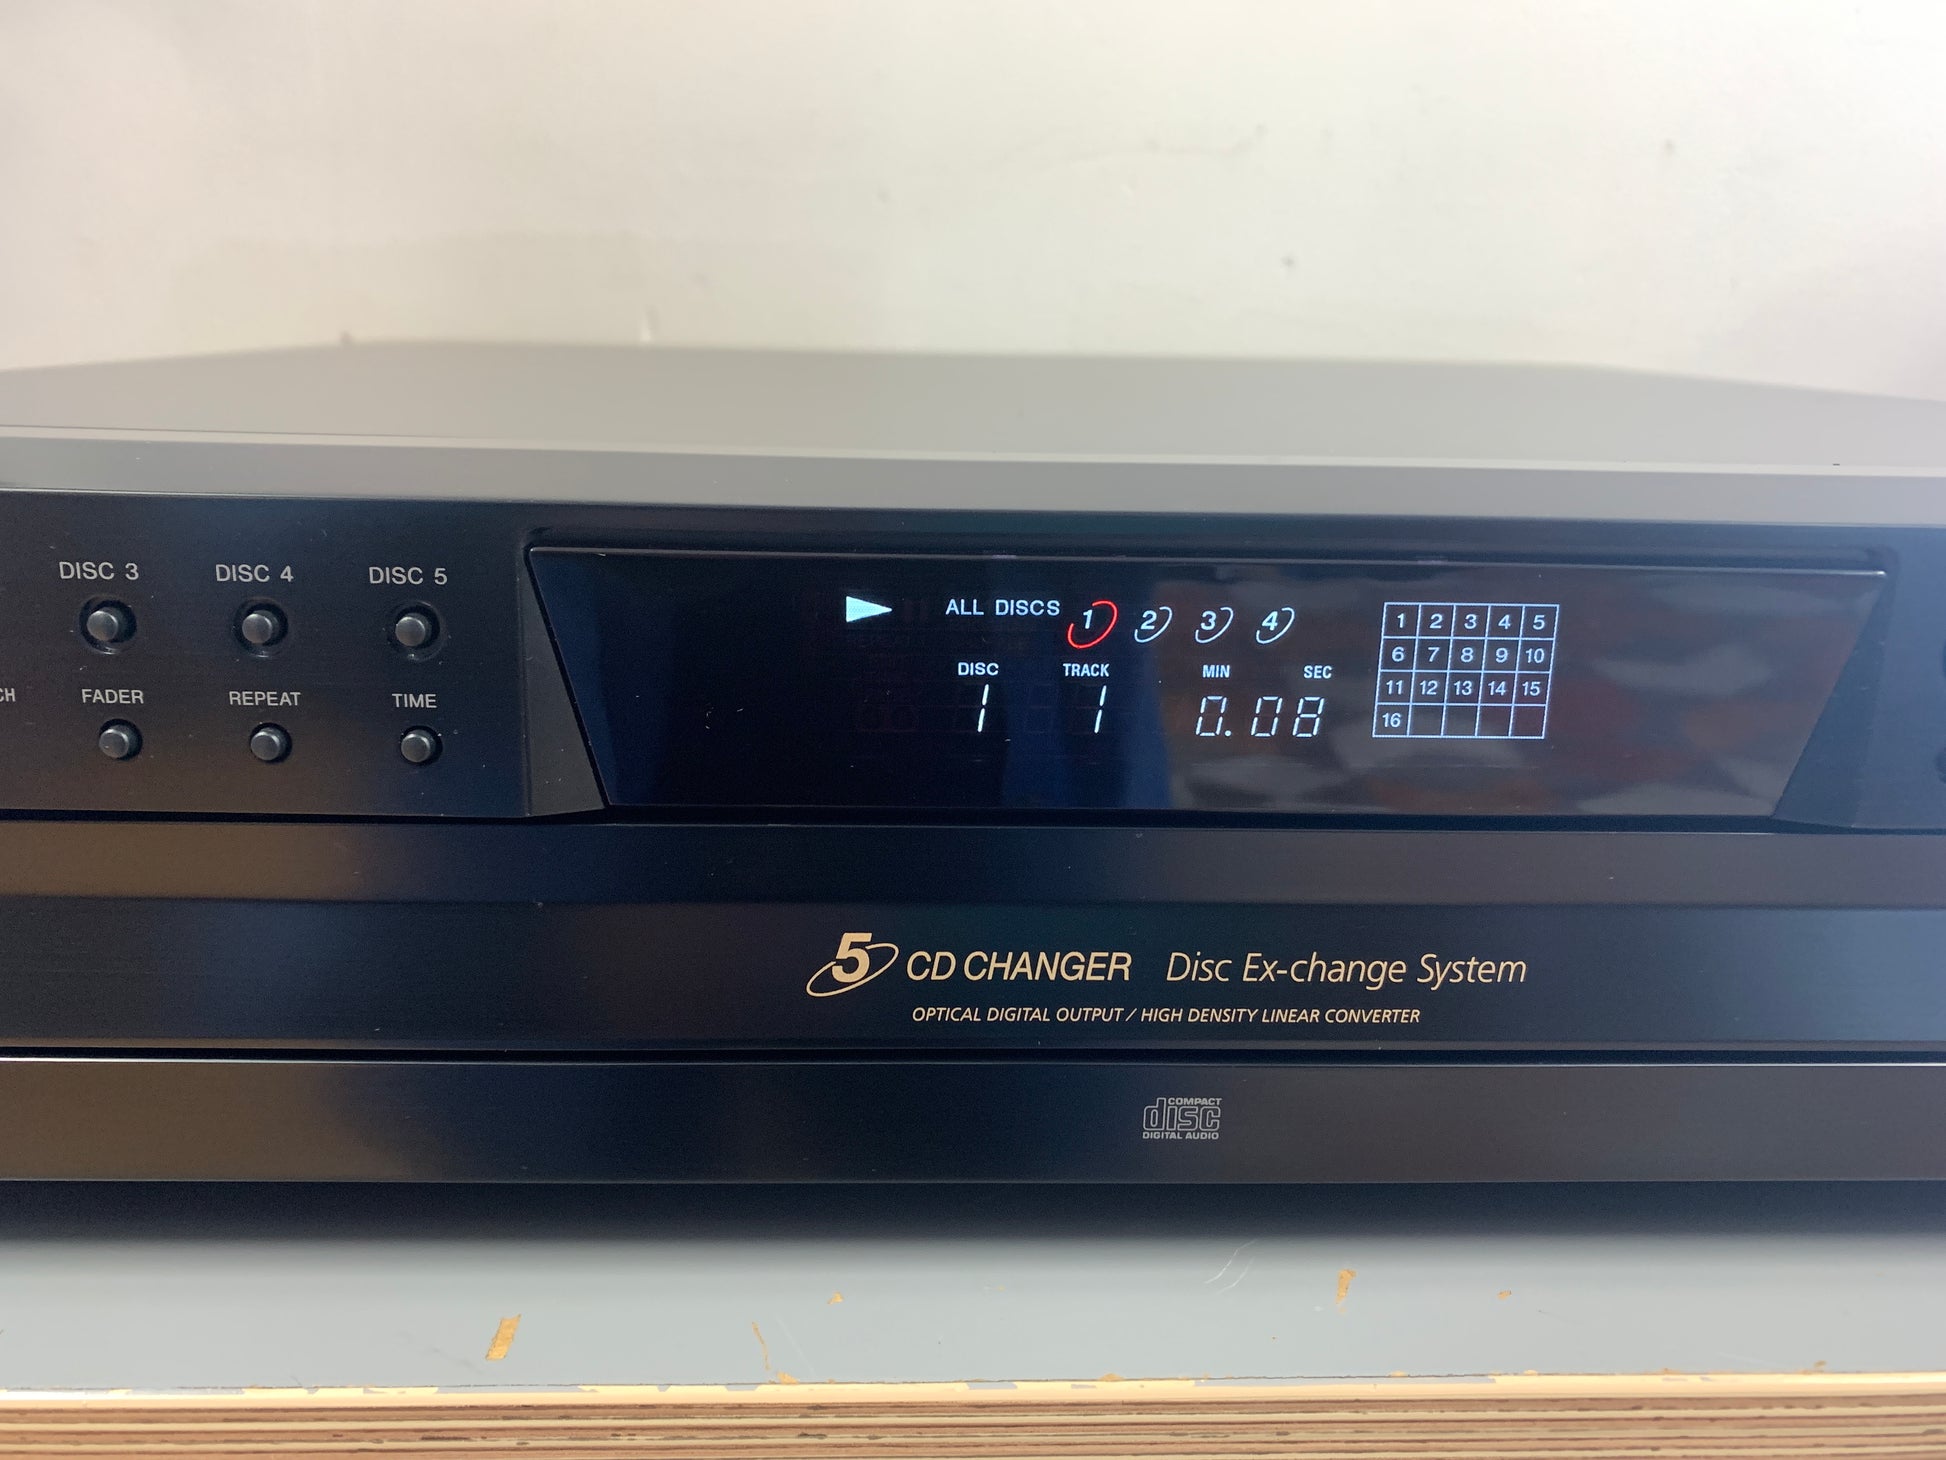 DISC 3 DISC 4 DISC 5
CH FADER REPEAT TIME
ALL DISCS 1 2 3 4
DISC TRACK MIN SEC
1 1 0.08
1 2 3 4 5
6 7 8 9 10
11 12 13 14 15
16
5 CD CHANGER Disc Ex-change System
OPTICAL DIGITAL OUTPUT / HIGH DENSITY LINEAR CONVERTER
COMPACT
disc
DIGITAL AUDIO